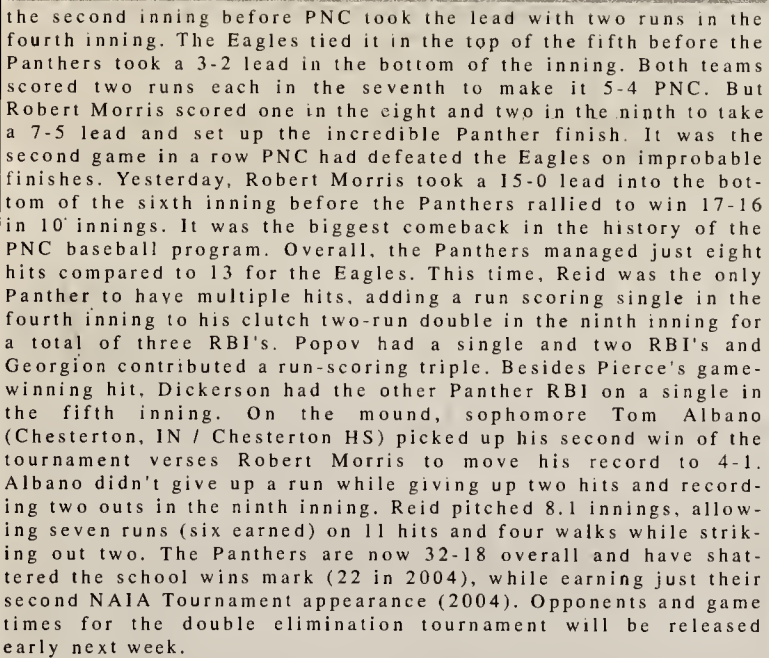 the second inning before PNC took the lead with two runs in the
fourth inning. The Eagles tied it in the top of the fifth before the
Panthers took a 3-2 lead in the bottom of the inning. Both teams
scored two runs each in the seventh to make it 5-4 PNC. But
Robert Morris scored one in the eight and two in the ninth to take
a 7-5 lead and set up the incredible Panther finish. It was the
second game in a row PNC had defeated the Eagles on improbable
finishes. Yesterday, Robert Morris took a 15-0 lead into the bot-
tom of the sixth inning before the Panthers rallied to win 17-16
in 10 innings. It was the biggest comeback in the history of the
PNC baseball program. Overall, the Panthers managed just eight
hits compared to 13 for the Eagles. This time, Reid was the only
Panther to have multiple hits, adding a run scoring single in the
fourth inning to his clutch two-run double in the ninth inning for
a total of three RBI's. Popov had a single and two RBI's and
Georgion contributed a run-scoring triple. Besides Pierce's game-
winning hit, Dickerson had the other Panther RBI on a single in
the fifth inning. On the mound, sophomore Tom Albano
(Chesterton, IN / Chesterton HS) picked up his second win of the
tournament verses Robert Morris to move his record to 4-1.
Albano didn't give up a run while giving up two hits and record-
ing two outs in the ninth inning. Reid pitched 8.1 innings, allow-
ing seven runs (six earned) on 11 hits and four walks while strik-
ing out two. The Panthers are now 32-18 overall and have shat-
tered the school wins mark (22 in 2004), while earning just their
second NAIA Tournament appearance (2004). Opponents and game
times for the double elimination tournament will be released
early next week.